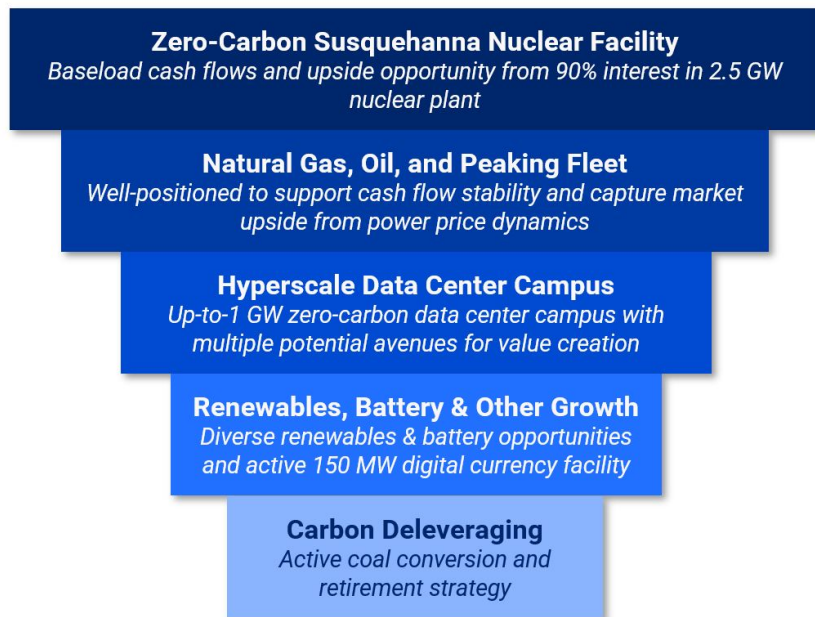 Zero-Carbon Susquehanna Nuclear Facility
Baseload cash flows and upside opportunity from 90% interest in 2.5 GW
nuclear plant
Natural Gas, Oil, and Peaking Fleet
Well-positioned to support cash flow stability and capture market
upside from power price dynamics
Hyperscale Data Center Campus
Up-to-1 GW zero-carbon data center campus with
multiple potential avenues for value creation
Renewables, Battery & Other Growth
Diverse renewables & battery opportunities
and active 150 MW digital currency facility
Carbon Deleveraging
Active coal conversion and
retirement strategy